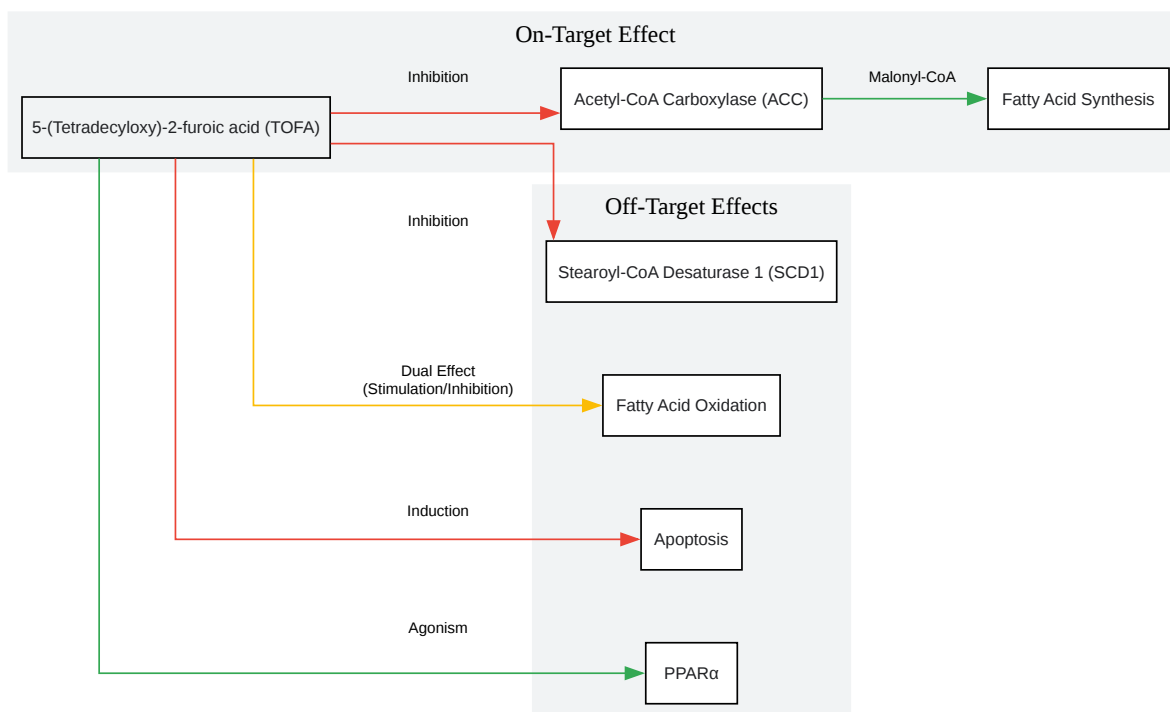 On-Target Effect
Inhibition
Malonyl-CoA
5-(Tetradecyloxy)-2-furoic acid (TOFA)
Acetyl-CoA Carboxylase (ACC)
Fatty Acid Synthesis
Off-Target Effects
Inhibition
Stearoyl-CoA Desaturase 1 (SCD1)
Dual Effect
(Stimulation/Inhibition)
Fatty Acid Oxidation
Induction
Apoptosis
Agonism
PPARα